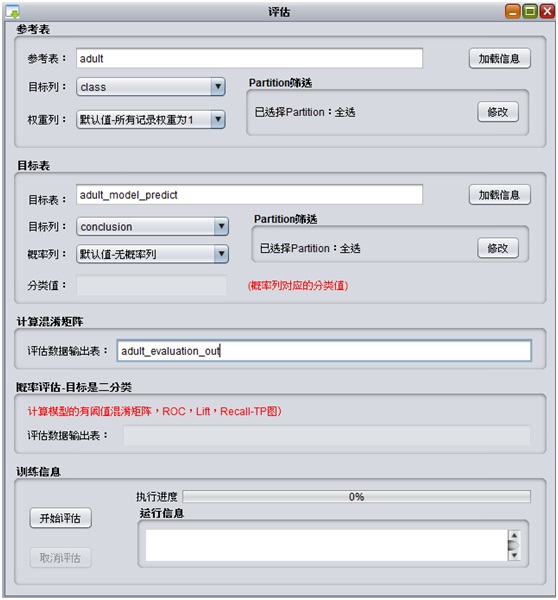 评估
参考表
参考表： adult 加载信息
目标列： class Partition筛选
已选择Partition：全选 修改
权重列： 默认值-所有记录权重为1
目标表
目标表： adult_model_predict 加载信息
目标列： conclusion Partition筛选
已选择Partition：全选 修改
概率列： 默认值-无概率列
分类值： (概率列对应的分类值)
计算混淆矩阵
评估数据输出表： adult_evaluation_out
概率评估-目标是二分类
计算模型的有阈值混淆矩阵，ROC，Lift，Recall-TP图)
评估数据输出表：
训练信息
执行进度 0%
开始评估 运行信息
取消评估